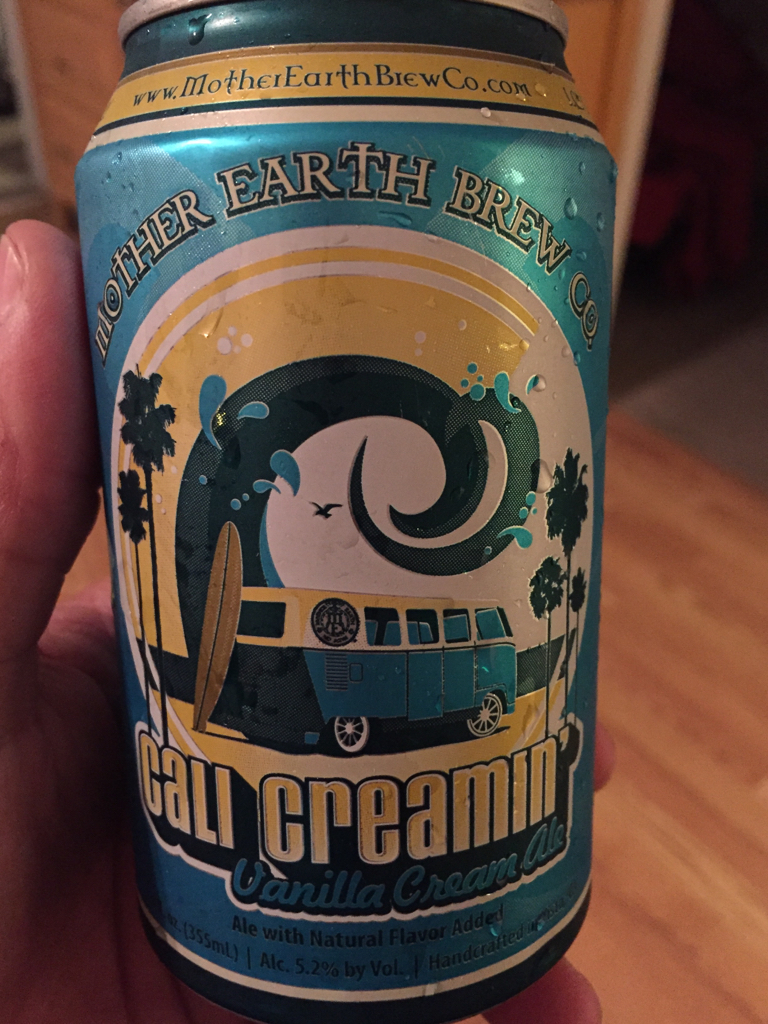 www.MotherEarthBrewCo.com
MOTHER EARTH BREW CO.
CALI CREAMIN'
Vanilla Cream Ale
Ale with Natural Flavor Added
oz. (355mL) | Alc. 5.2% by Vol. | Handcrafted